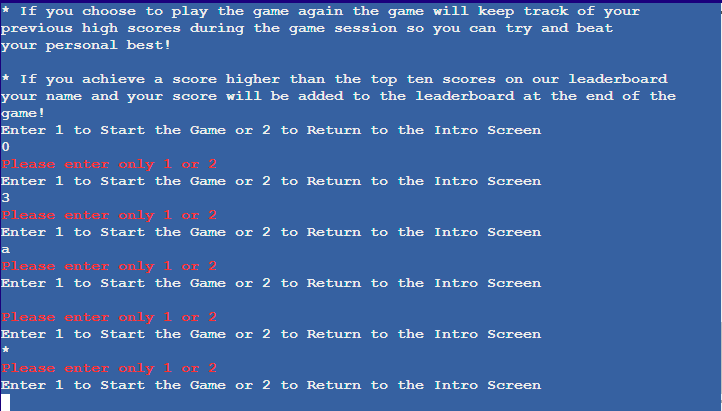 * If you choose to play the game again the game will keep track of your
previous high scores during the game session so you can try and beat
your personal best!
* If you achieve a score higher than the top ten scores on our leaderboard
your name and your score will be added to the leaderboard at the end of the
game!
Enter 1 to Start the Game or 2 to Return to the Intro Screen
0
Please enter only 1 or 2
Enter 1 to Start the Game or 2 to Return to the Intro Screen
3
Please enter only 1 or 2
Enter 1 to Start the Game or 2 to Return to the Intro Screen
a
Please enter only 1 or 2
Enter 1 to Start the Game or 2 to Return to the Intro Screen
Please enter only 1 or 2
Enter 1 to Start the Game or 2 to Return to the Intro Screen
*
Please enter only 1 or 2
Enter 1 to Start the Game or 2 to Return to the Intro Screen